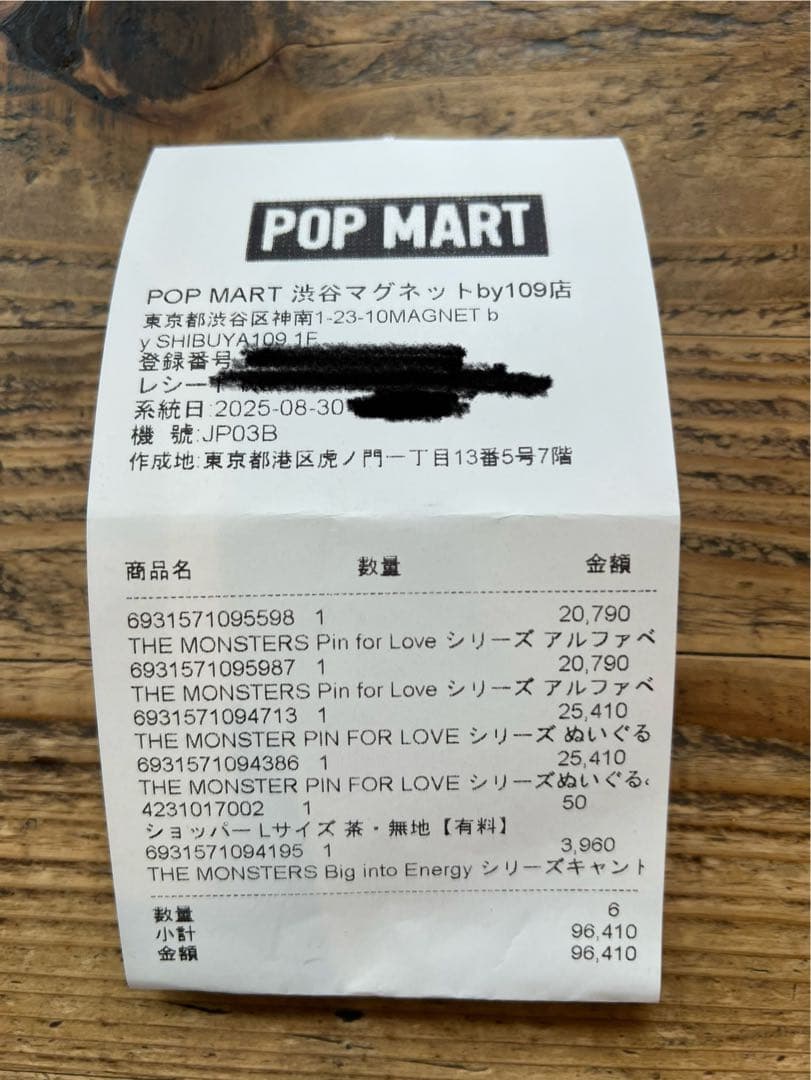 POP MART
POP MART 渋谷マグネットby109店
東京都渋谷区神南1-23-10MAGNET b
y SHIBUYA109 1F
登録番号
レシー
系統日:2025-08-30
機 號:JP03B
作成地:東京都港区虎ノ門一丁目13番5号7階
商品名 数量 金額
6931571095598 1 20,790
THE MONSTERS Pin for Love シリーズ アルファベ
6931571095987 1 20,790
THE MONSTERS Pin for Love シリーズ アルファベ
6931571094713 1 25,410
THE MONSTER PIN FOR LOVE シリーズ ぬいぐる
6931571094386 1 25,410
THE MONSTER PIN FOR LOVE シリーズぬいぐる
4231017002 1 50
ショッパー Lサイズ 茶・無地【有料】
6931571094195 1 3,960
THE MONSTERS Big into Energy シリーズキャント
数量 6
小計 96,410
金額 96,410